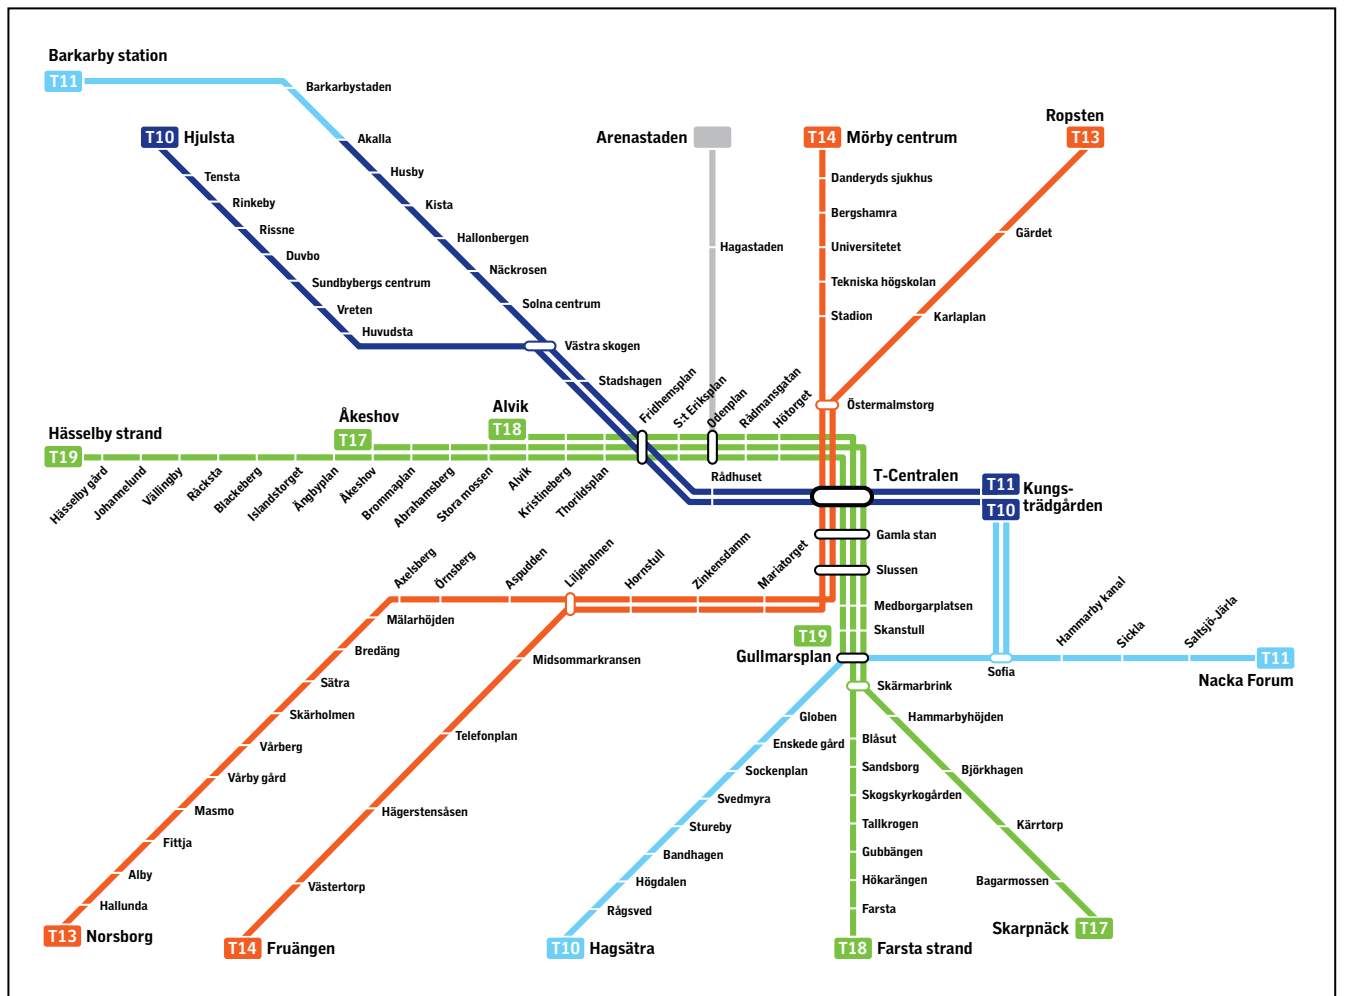 Barkarby station
T11
Barkarbystaden
Akalla
Husby
Kista
Hallonbergen
Näckrosen
Solna centrum
Västra skogen
Stadshagen
T10 Hjulsta
Tensta
Rinkeby
Rissne
Duvbo
Sundbybergs centrum
Vreten
Huvudsta
Arenastaden
Hagastaden
T14 Mörby centrum
Danderyds sjukhus
Bergshamra
Universitetet
Tekniska högskolan
Stadion
Ropsten
T13
Gärdet
Karlaplan
Östermalmstorg
Fridhemsplan
S:t Eriksplan
Odenplan
Rådmansgatan
Hötorget
Alvik
T18
Åkeshov
T17
Hässelby strand
T19
Hässelby gård
Johannelund
Vällingby
Råcksta
Blackeberg
Islandstorget
Ängbyplan
Åkeshov
Brommaplan
Abrahamsberg
Stora mossen
Alvik
Kristineberg
Thorildsplan
Rådhuset
T-Centralen
T11
T10
Kungs-
trädgården
Gamla stan
Slussen
Medborgarplatsen
Skanstull
T19
Gullmarsplan
Skärmarbrink
Axelsberg
Örnsberg
Aspudden
Liljeholmen
Hornstull
Zinkensdamm
Mariatorget
Mälarhöjden
Bredäng
Sätra
Skärholmen
Vårberg
Vårby gård
Masmo
Fittja
Alby
Hallunda
T13 Norsborg
Midsommarkransen
Telefonplan
Hägerstensåsen
Västertorp
T14 Fruängen
Sofia
Hammarby kanal
Sickla
Saltsjö-Järla
T11
Nacka Forum
Globen
Enskede gård
Sockenplan
Svedmyra
Stureby
Bandhagen
Högdalen
Rågsved
T10 Hagsätra
Blåsut
Sandsborg
Skogskyrkogården
Tallkrogen
Gubbängen
Hökarängen
Farsta
T18 Farsta strand
Hammarbyhöjden
Björkhagen
Kärrtorp
Bagarmossen
Skarpnäck T17